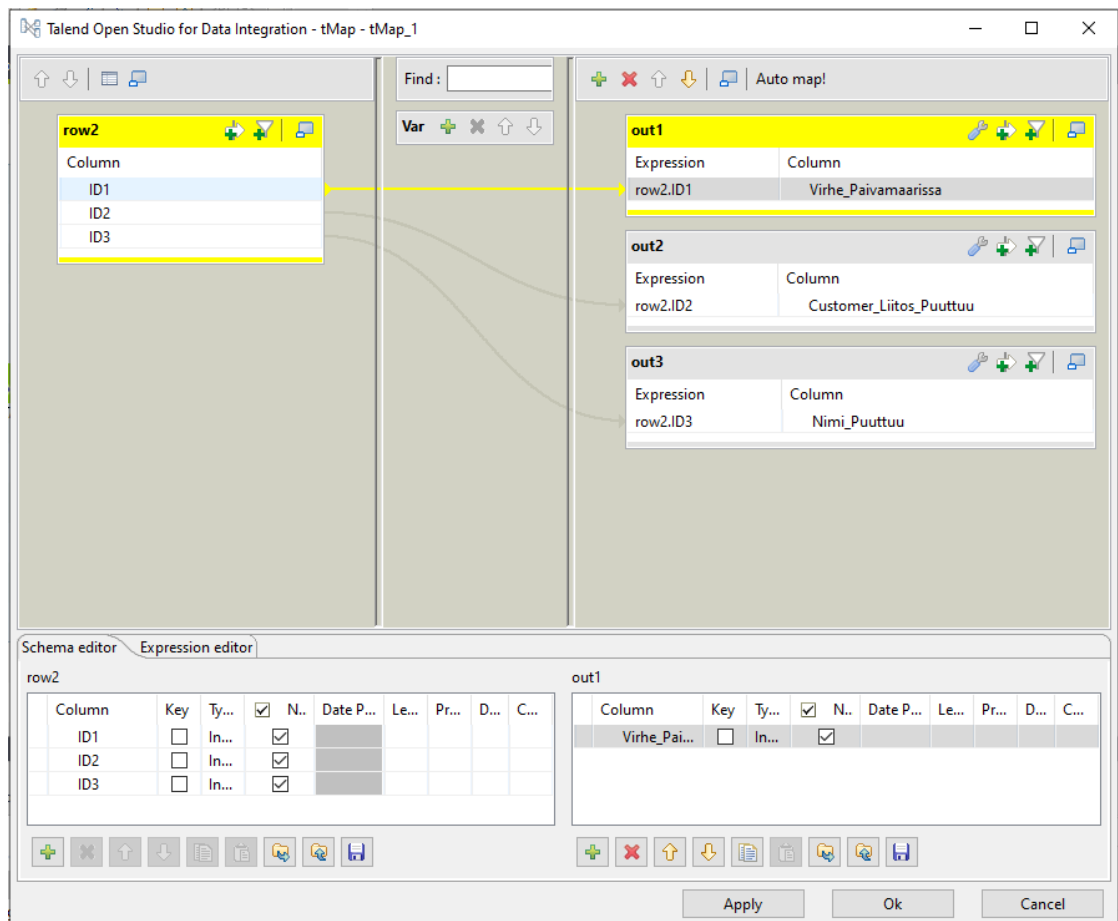 Talend Open Studio for Data Integration - tMap - tMap_1
Find :
Auto map!
row2
Column
ID1
ID2
ID3
Var
out1
Expression Column
row2.ID1 Virhe_Paivamaarissa
out2
Expression Column
row2.ID2 Customer_Liitos_Puuttuu
out3
Expression Column
row2.ID3 Nimi_Puuttuu
Schema editor Expression editor
row2
Column Key Ty... N.. Date P... Le... Pr... D... C...
ID1 In...
ID2 In...
ID3 In...
out1
Column Key Ty... N.. Date P... Le... Pr... D... C...
Virhe_Pai... In...
Apply Ok Cancel